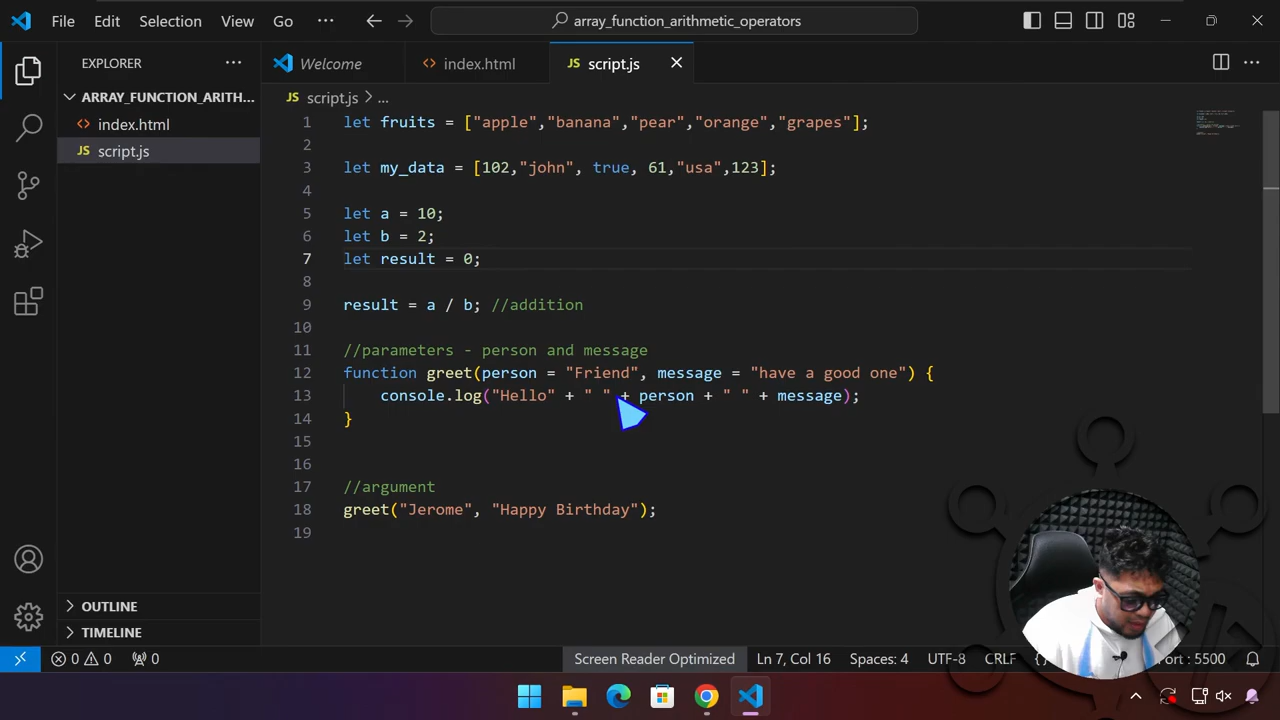 File Edit Selection View Go ··· array_function_arithmetic_operators
EXPLORER ···
ARRAY_FUNCTION_ARITH...
index.html
JS script.js
OUTLINE
TIMELINE
Welcome index.html JS script.js
JS script.js > ...
1 let fruits = ["apple","banana","pear","orange","grapes"];
2
3 let my_data = [102,"john", true, 61,"usa",123];
4
5 let a = 10;
6 let b = 2;
7 let result = 0;
8
9 result = a / b; //addition
10
11 //parameters - person and message
12 function greet(person = "Friend", message = "have a good one") {
13 console.log("Hello" + " " + person + " " + message);
14 }
15
16
17 //argument
18 greet("Jerome", "Happy Birthday");
19
0 0 0 Screen Reader Optimized Ln 7, Col 16 Spaces: 4 UTF-8 CRLF Port : 5500